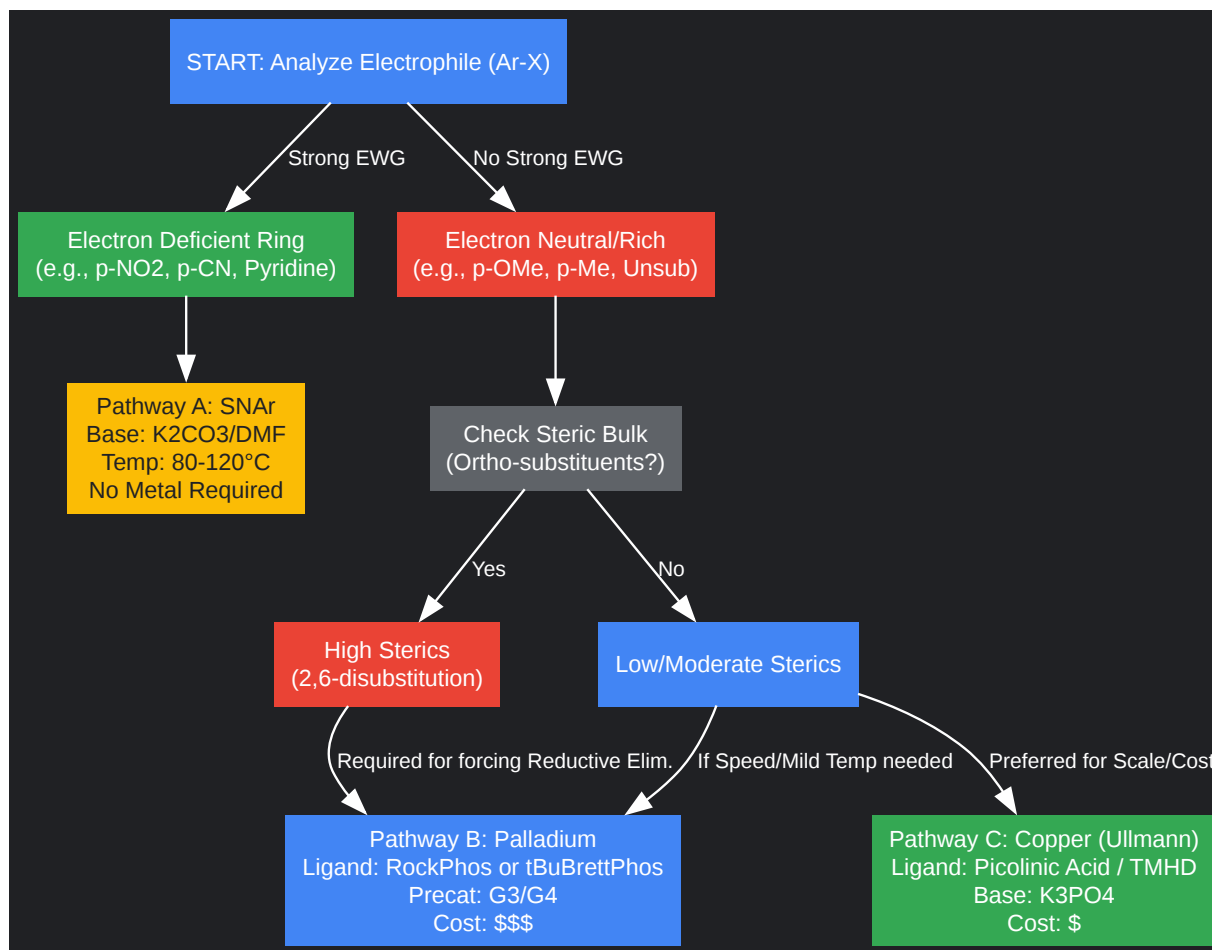 START: Analyze Electrophile (Ar-X)
Strong EWG
No Strong EWG
Electron Deficient Ring
(e.g., p-NO2, p-CN, Pyridine)
Electron Neutral/Rich
(e.g., p-OMe, p-Me, Unsub)
Pathway A: SNAr
Base: K2CO3/DMF
Temp: 80-120°C
No Metal Required
Check Steric Bulk
(Ortho-substituents?)
Yes
No
High Sterics
(2,6-disubstitution)
Low/Moderate Sterics
Required for forcing Reductive Elim.
If Speed/Mild Temp needed
Preferred for Scale/Cost
Pathway B: Palladium
Ligand: RockPhos or tBuBrettPhos
Precat: G3/G4
Cost: $$$
Pathway C: Copper (Ullmann)
Ligand: Picolinic Acid / TMHD
Base: K3PO4
Cost: $